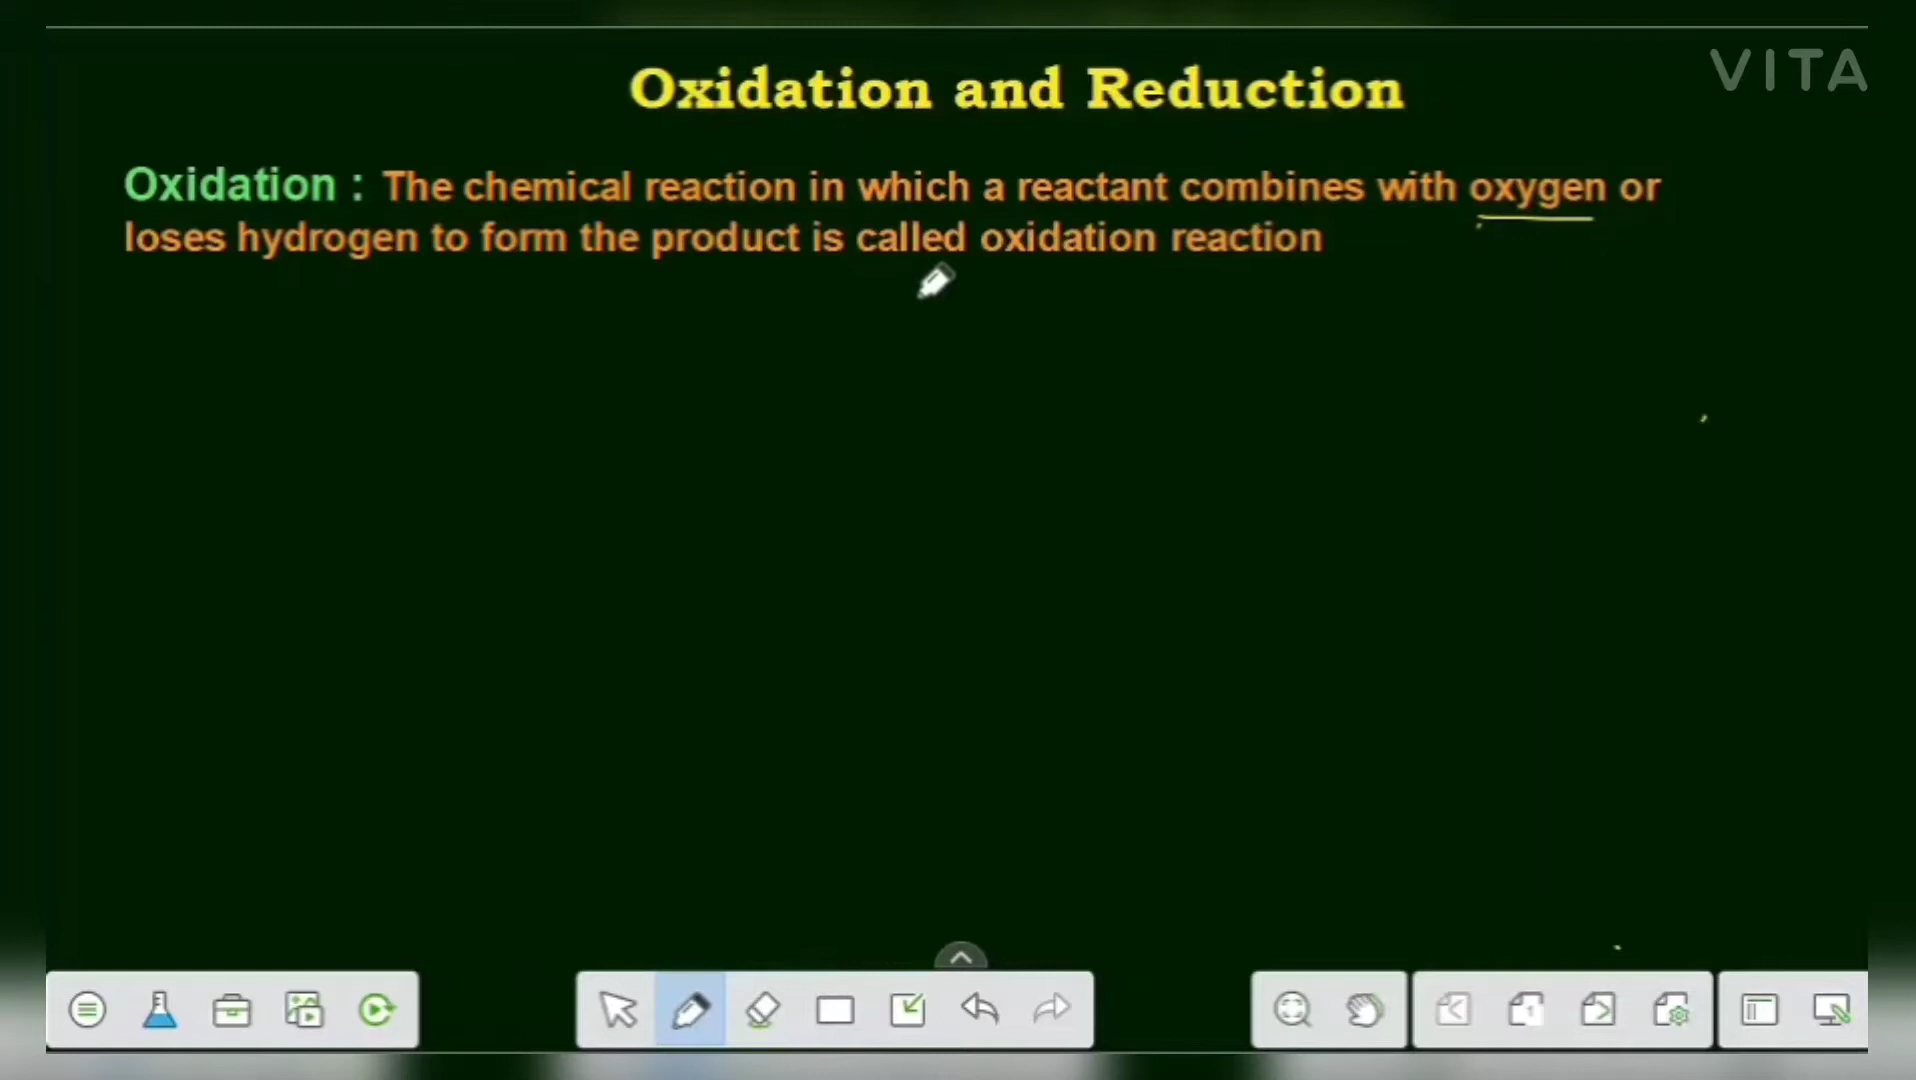 VITA
Oxidation and Reduction
Oxidation : The chemical reaction in which a reactant combines with oxygen or
loses hydrogen to form the product is called oxidation reaction
1